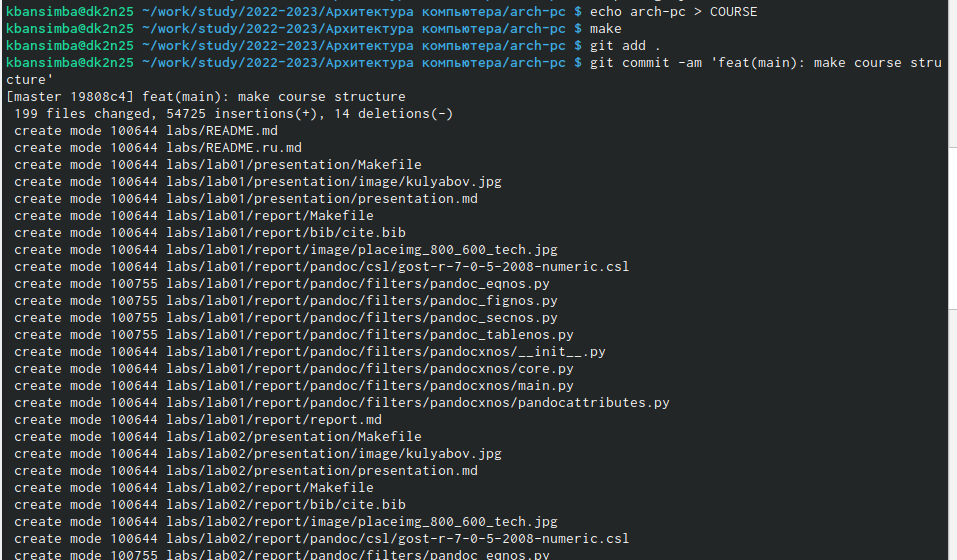 kbansimba@dk2n25 ~/work/study/2022-2023/Архитектура компьютера/arch-pc $ echo arch-pc > COURSE
kbansimba@dk2n25 ~/work/study/2022-2023/Архитектура компьютера/arch-pc $ make
kbansimba@dk2n25 ~/work/study/2022-2023/Архитектура компьютера/arch-pc $ git add .
kbansimba@dk2n25 ~/work/study/2022-2023/Архитектура компьютера/arch-pc $ git commit -am 'feat(main): make course stru
cture'
[master 19808c4] feat(main): make course structure
 199 files changed, 54725 insertions(+), 14 deletions(-)
 create mode 100644 labs/README.md
 create mode 100644 labs/README.ru.md
 create mode 100644 labs/lab01/presentation/Makefile
 create mode 100644 labs/lab01/presentation/image/kulyabov.jpg
 create mode 100644 labs/lab01/presentation/presentation.md
 create mode 100644 labs/lab01/report/Makefile
 create mode 100644 labs/lab01/report/bib/cite.bib
 create mode 100644 labs/lab01/report/image/placeimg_800_600_tech.jpg
 create mode 100644 labs/lab01/report/pandoc/csl/gost-r-7-0-5-2008-numeric.csl
 create mode 100755 labs/lab01/report/pandoc/filters/pandoc_eqnos.py
 create mode 100755 labs/lab01/report/pandoc/filters/pandoc_fignos.py
 create mode 100755 labs/lab01/report/pandoc/filters/pandoc_secnos.py
 create mode 100755 labs/lab01/report/pandoc/filters/pandoc_tablenos.py
 create mode 100644 labs/lab01/report/pandoc/filters/pandocxnos/__init__.py
 create mode 100644 labs/lab01/report/pandoc/filters/pandocxnos/core.py
 create mode 100644 labs/lab01/report/pandoc/filters/pandocxnos/main.py
 create mode 100644 labs/lab01/report/pandoc/filters/pandocxnos/pandocattributes.py
 create mode 100644 labs/lab01/report/report.md
 create mode 100644 labs/lab02/presentation/Makefile
 create mode 100644 labs/lab02/presentation/image/kulyabov.jpg
 create mode 100644 labs/lab02/presentation/presentation.md
 create mode 100644 labs/lab02/report/Makefile
 create mode 100644 labs/lab02/report/bib/cite.bib
 create mode 100644 labs/lab02/report/image/placeimg_800_600_tech.jpg
 create mode 100644 labs/lab02/report/pandoc/csl/gost-r-7-0-5-2008-numeric.csl
 create mode 100755 labs/lab02/report/pandoc/filters/pandoc_eqnos.py